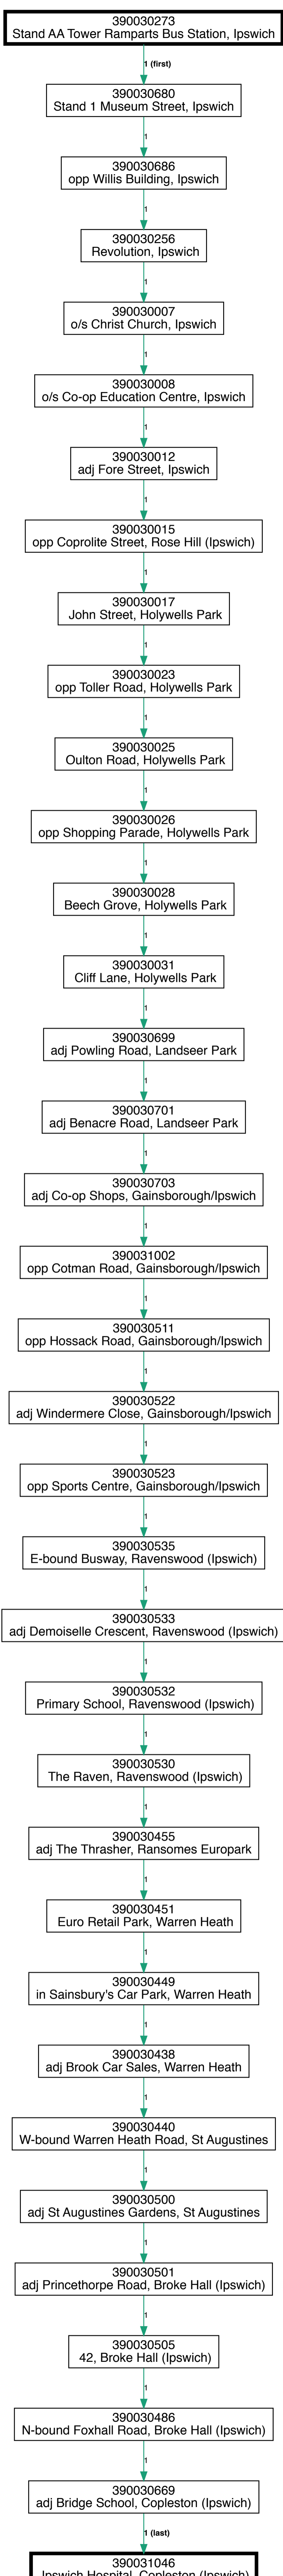 390030273
Stand AA Tower Ramparts Bus Station, Ipswich
1 (first)
390030680
Stand 1 Museum Street, Ipswich
1
390030686
opp Willis Building, Ipswich
1
390030256
Revolution, Ipswich
1
390030007
o/s Christ Church, Ipswich
1
390030008
o/s Co-op Education Centre, Ipswich
1
390030012
adj Fore Street, Ipswich
1
390030015
opp Coprolite Street, Rose Hill (Ipswich)
1
390030017
John Street, Holywells Park
1
390030023
opp Toller Road, Holywells Park
1
390030025
Oulton Road, Holywells Park
1
390030026
opp Shopping Parade, Holywells Park
1
390030028
Beech Grove, Holywells Park
1
390030031
Cliff Lane, Holywells Park
1
390030699
adj Powling Road, Landseer Park
1
390030701
adj Benacre Road, Landseer Park
1
390030703
adj Co-op Shops, Gainsborough/Ipswich
1
390031002
opp Cotman Road, Gainsborough/Ipswich
1
390030511
opp Hossack Road, Gainsborough/Ipswich
1
390030522
adj Windermere Close, Gainsborough/Ipswich
1
390030523
opp Sports Centre, Gainsborough/Ipswich
1
390030535
E-bound Busway, Ravenswood (Ipswich)
1
390030533
adj Demoiselle Crescent, Ravenswood (Ipswich)
1
390030532
Primary School, Ravenswood (Ipswich)
1
390030530
The Raven, Ravenswood (Ipswich)
1
390030455
adj The Thrasher, Ransomes Europark
1
390030451
Euro Retail Park, Warren Heath
1
390030449
in Sainsbury's Car Park, Warren Heath
1
390030438
adj Brook Car Sales, Warren Heath
1
390030440
W-bound Warren Heath Road, St Augustines
1
390030500
adj St Augustines Gardens, St Augustines
1
390030501
adj Princethorpe Road, Broke Hall (Ipswich)
1
390030505
42, Broke Hall (Ipswich)
1
390030486
N-bound Foxhall Road, Broke Hall (Ipswich)
1
390030669
adj Bridge School, Copleston (Ipswich)
1 (last)
390031046
Ipswich Hospital, Copleston (Ipswich)